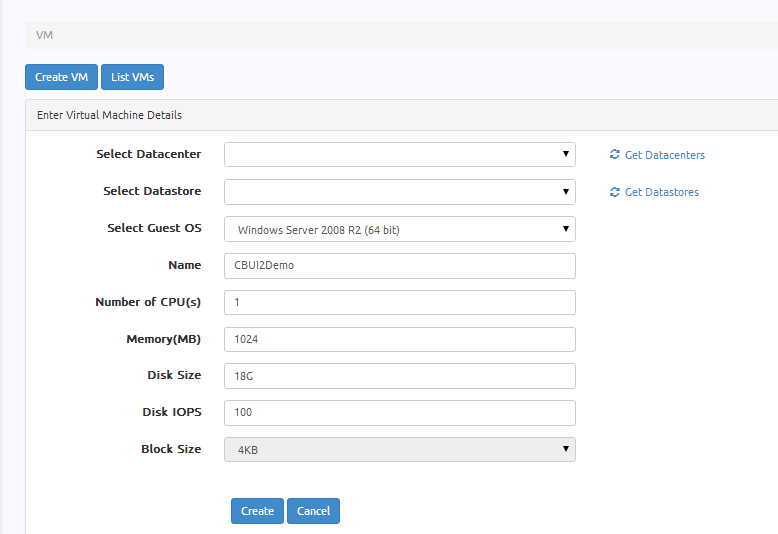 VM
Create VM List VMs
Enter Virtual Machine Details
Select Datacenter Get Datacenters
Select Datastore Get Datastores
Select Guest OS Windows Server 2008 R2 (64 bit)
Name CBUI2Demo
Number of CPU(s) 1
Memory(MB) 1024
Disk Size 18G
Disk IOPS 100
Block Size 4KB
Create Cancel